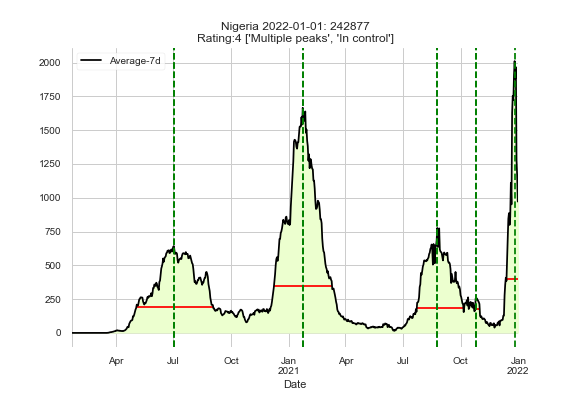 Nigeria 2022-01-01: 242877
Rating:4 ['Multiple peaks', 'In control']
Average-7d
2000
1750
1500
1250
1000
750
500
250
0
Apr Jul Oct Jan Apr Jul Oct Jan
2021 2022
Date